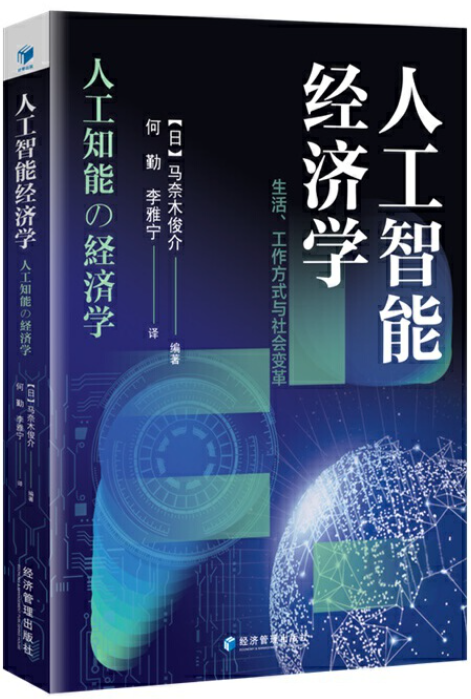 人工智能
经济学
生活、工作方式与社会变革
【日】马奈木俊介
编著
何 勤 李雅宁
译
人工知能の経済学
经济管理出版社
人工智能经济学
人工知能の経済学
【日】马奈木俊介
编著
何 勤 李雅宁
译
经济管理出版社